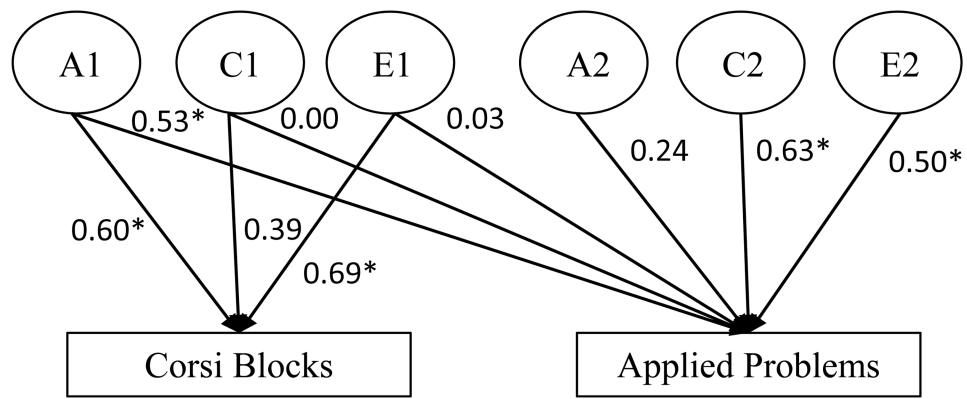 A1 C1 E1 A2 C2 E2
0.53* 0.00 0.03
0.24 0.63* 0.50*
0.60* 0.39
0.69*
Corsi Blocks Applied Problems